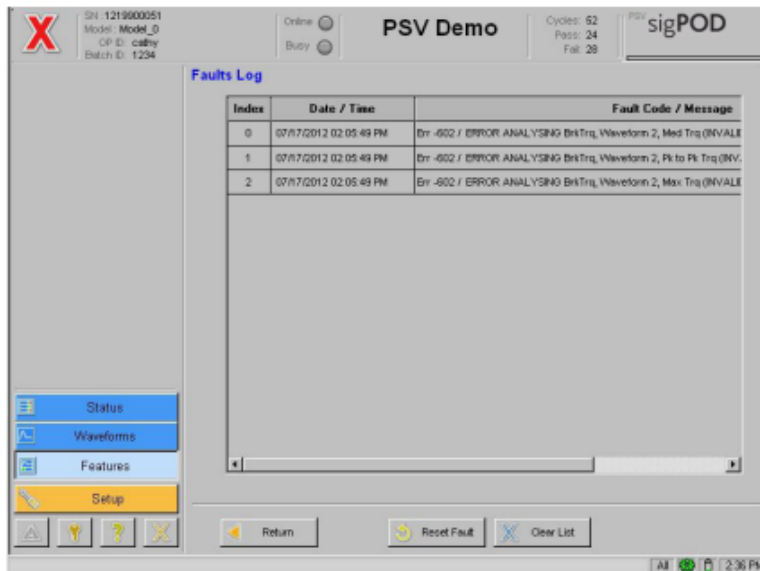 SN: 1219900051
Model: Model_0
OP ID: cathy
Batch ID: 1234
Online
Busy
PSV Demo
Cycles: 52
Pass: 24
Fail: 28
PSV sigPOD
Faults Log
Index Date / Time Fault Code / Message
0 07/17/2012 02:05:49 PM Err -602 / ERROR ANALYSING BrkTrq, Waveform 2, Med Trq (INVALI
1 07/17/2012 02:05:49 PM Err -602 / ERROR ANALYSING BrkTrq, Waveform 2, Pk to Pk Trq (INV.
2 07/17/2012 02:05:49 PM Err -602 / ERROR ANALYSING BrkTrq, Waveform 2, Max Trq (INVALI
Status
Waveforms
Features
Setup
Return
Reset Fault
Clear List
All
2:36 PM